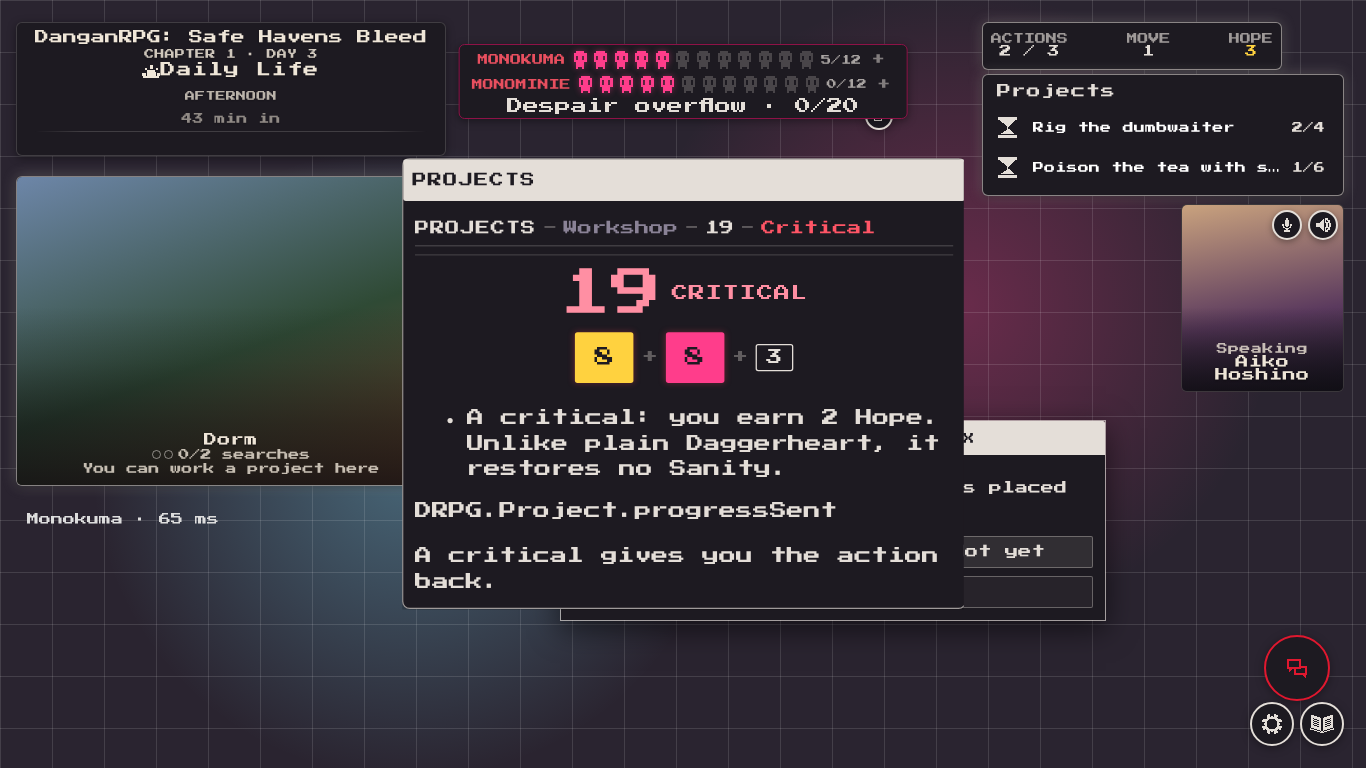 DanganRPG: Safe Havens Bleed
CHAPTER 1 · DAY 3
Daily Life
AFTERNOON
43 min in
MONOKUMA 5/12 +
MONOMINIE 0/12 +
Despair overflow · 0/20
ACTIONS MOVE HOPE
2 / 3 1 3
Projects
Rig the dumbwaiter 2/4
Poison the tea with s… 1/6
Speaking
Aiko
Hoshino
Dorm
○○0/2 searches
You can work a project here
Monokuma · 65 ms
PROJECTS
PROJECTS – Workshop – 19 – Critical
19 CRITICAL
8 + 8 + 3
• A critical: you earn 2 Hope.
Unlike plain Daggerheart, it
restores no Sanity.
DRPG.Project.progressSent
A critical gives you the action
back.
x
s placed
ot yet